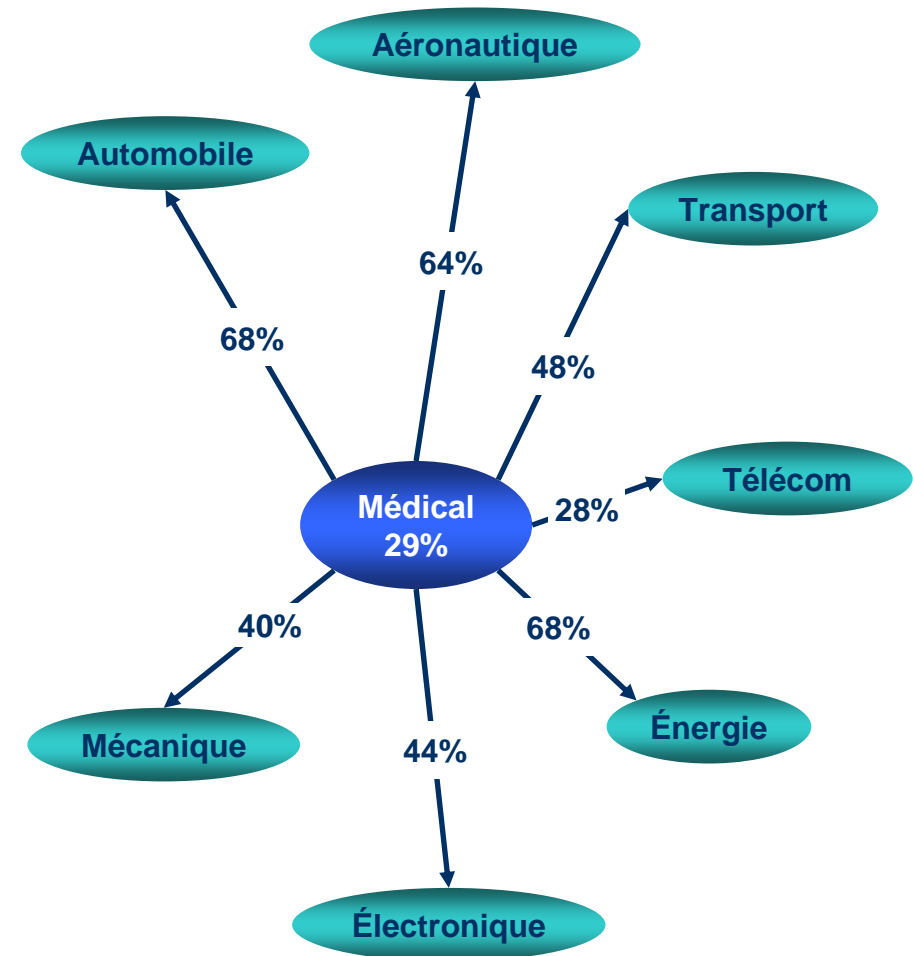 Aéronautique
Automobile
Transport
64%
68%
48%
Télécom
Médical
29%
28%
40%
68%
Mécanique
Énergie
44%
Électronique